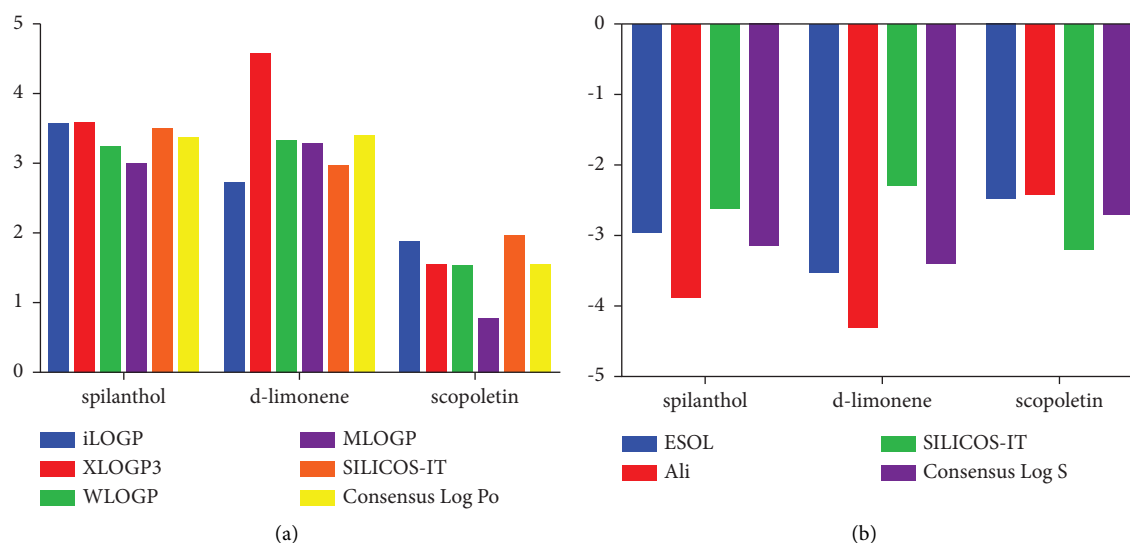 5
4
3
2
1
0
spilanthol d-limonene scopoletin
iLOGP
XLOGP3
WLOGP
MLOGP
SILICOS-IT
Consensus Log Po
(a)
0
-1
-2
-3
-4
-5
spilanthol d-limonene scopoletin
ESOL
Ali
SILICOS-IT
Consensus Log S
(b)